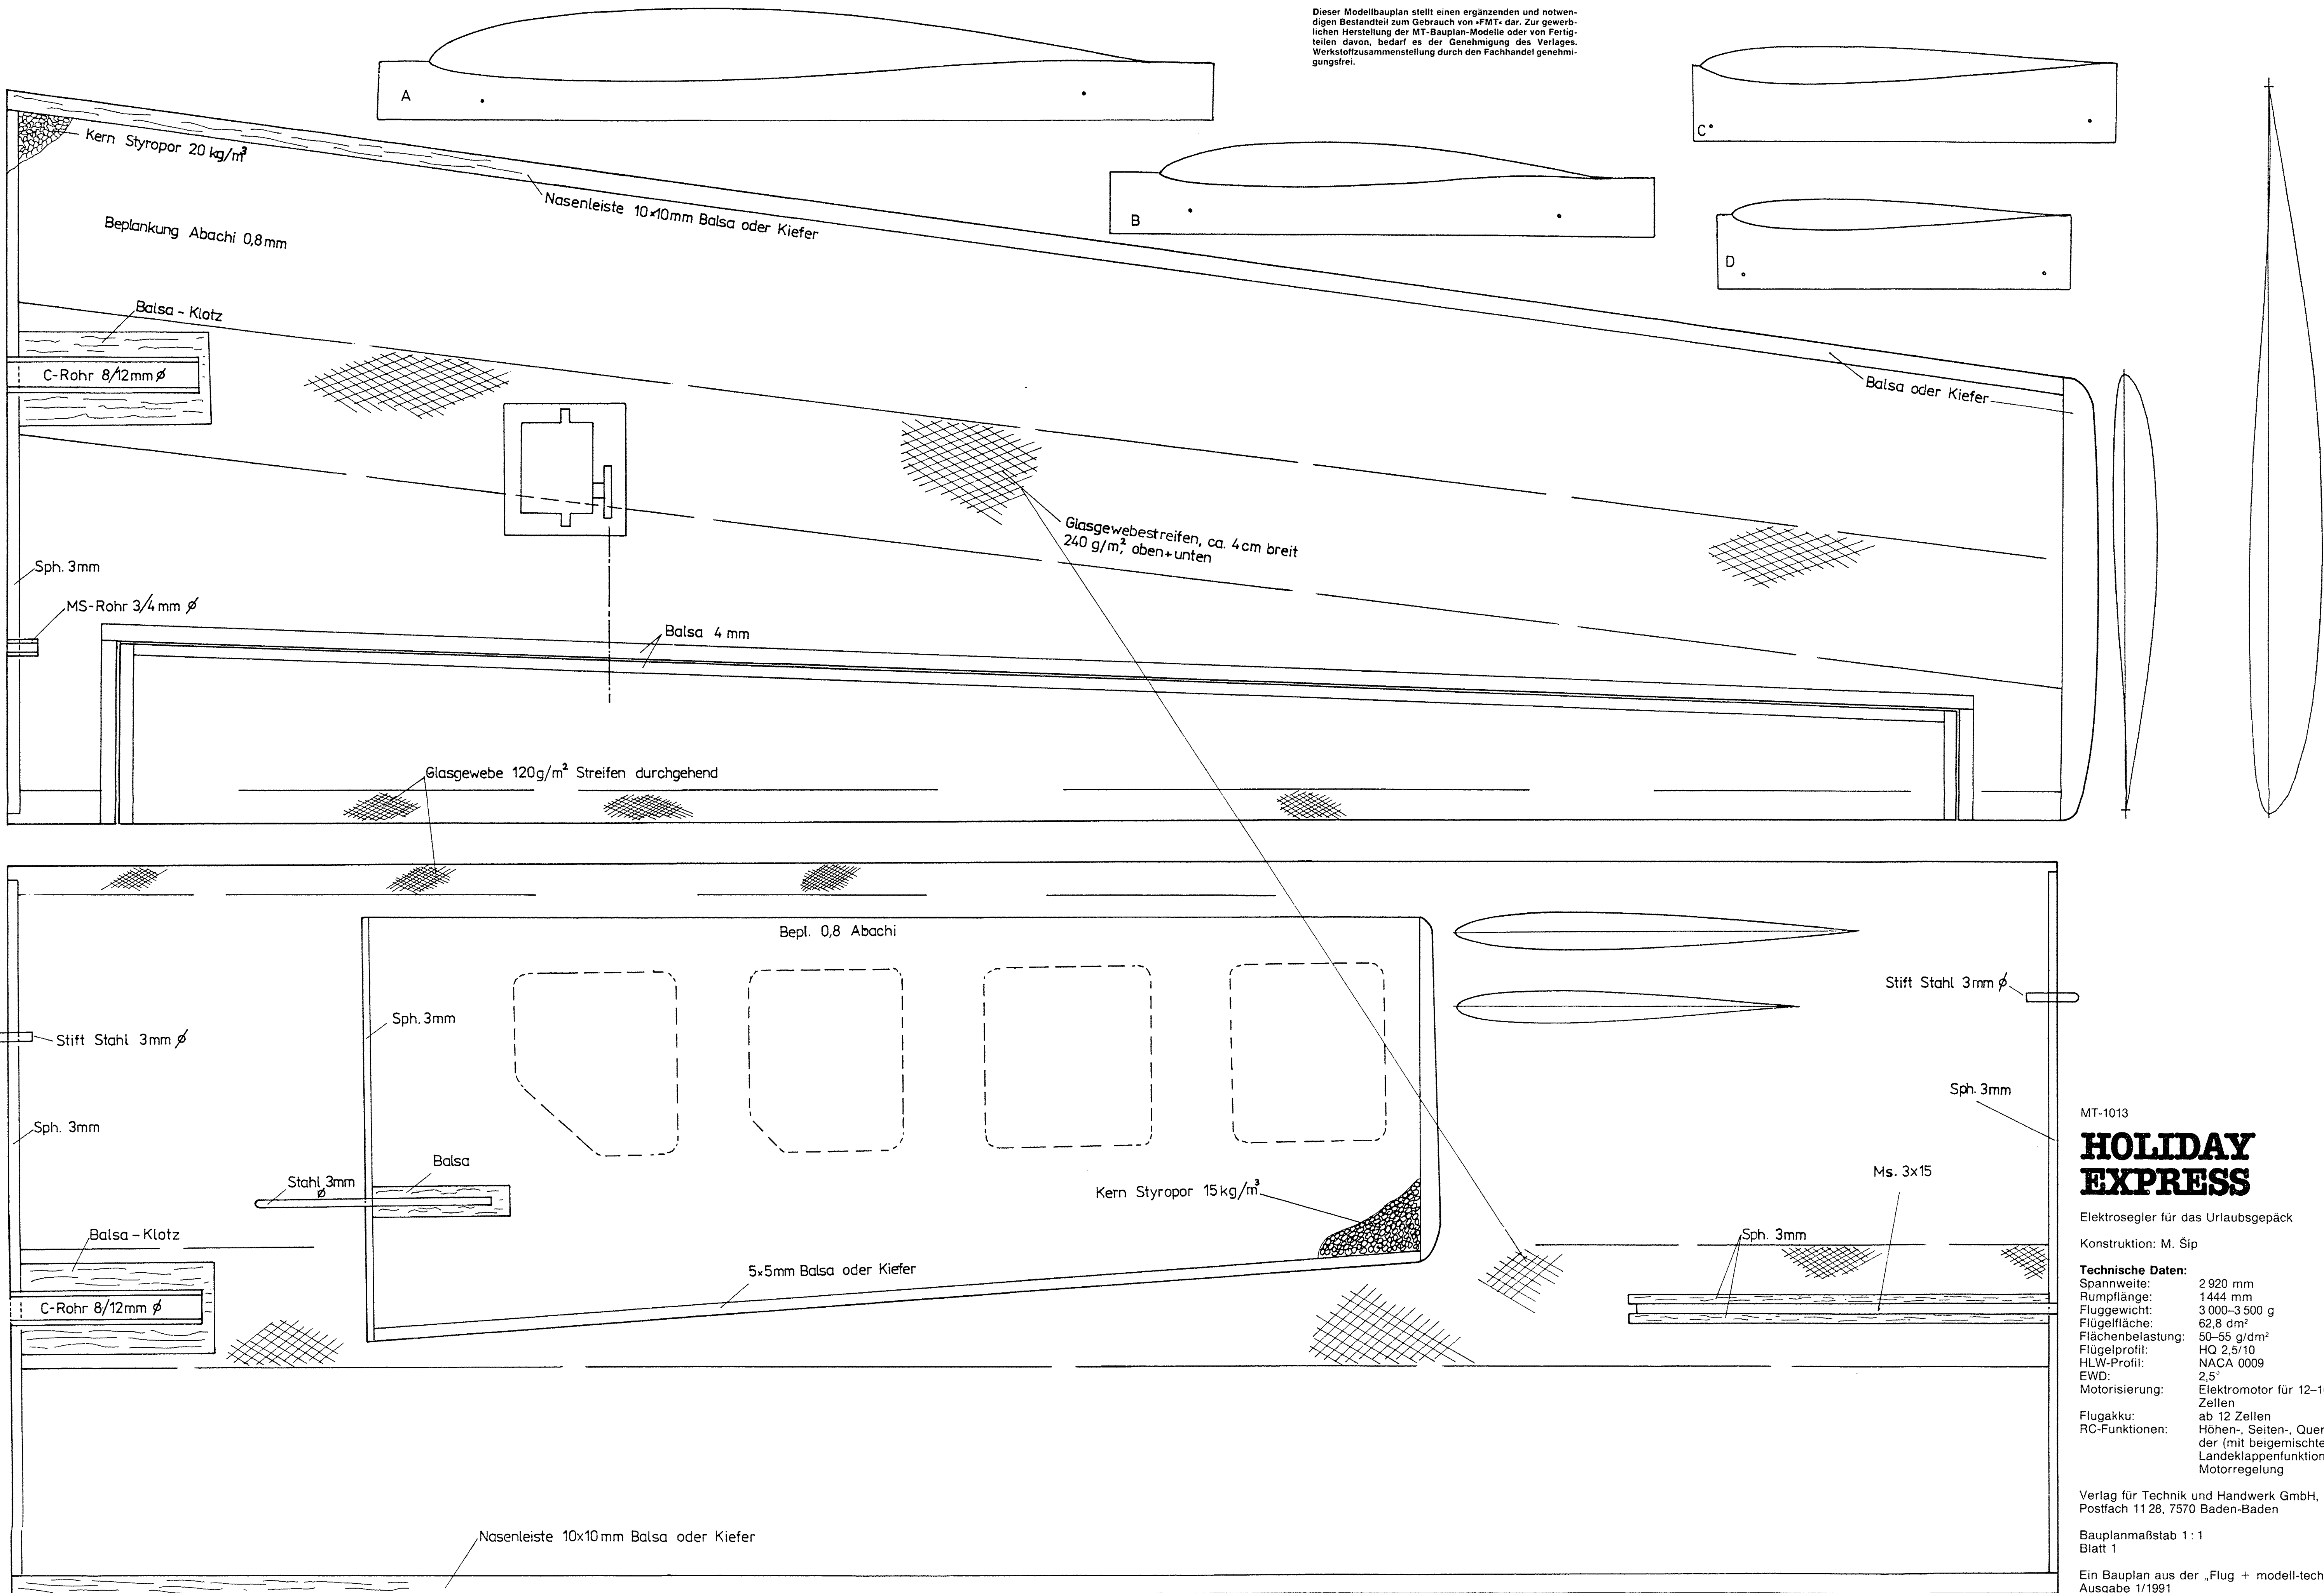 Dieser Modellbauplan stellt einen ergänzenden und notwen-
digen Bestandteil zum Gebrauch von «FMT» dar. Zur gewerb-
lichen Herstellung der MT-Bauplan-Modelle oder von Fertig-
teilen davon, bedarf es der Genehmigung des Verlages.
Werkstoffzusammenstellung durch den Fachhandel genehmi-
gungsfrei.
A
B
C
D
Kern Styropor 20 kg/m³
Nasenleiste 10×10mm Balsa oder Kiefer
Beplankung Abachi 0,8mm
Balsa - Klotz
C-Rohr 8/12mm ϕ
Balsa oder Kiefer
Glasgewebestreifen, ca. 4cm breit
240 g/m², oben+unten
Sph. 3mm
MS-Rohr 3/4mm ϕ
Balsa 4mm
Glasgewebe 120g/m² Streifen durchgehend
Bepl. 0,8 Abachi
Stift Stahl 3mm ϕ
Sph. 3mm
Stift Stahl 3mm ϕ
Sph. 3mm
Sph. 3mm
Balsa
Stahl 3mm
ϕ
Kern Styropor 15kg/m³
Ms. 3x15
Sph. 3mm
Balsa - Klotz
C-Rohr 8/12mm ϕ
5×5mm Balsa oder Kiefer
Nasenleiste 10x10mm Balsa oder Kiefer
MT-1013
HOLIDAY
EXPRESS
Elektrosegler für das Urlaubsgepäck
Konstruktion: M. Šip
Technische Daten:
Spannweite: 2 920 mm
Rumpflänge: 1444 mm
Fluggewicht: 3 000–3 500 g
Flügelfläche: 62,8 dm²
Flächenbelastung: 50–55 g/dm²
Flügelprofil: HQ 2,5/10
HLW-Profil: NACA 0009
EWD: 2,5°
Motorisierung: Elektromotor für 12–1
Zellen
Flugakku: ab 12 Zellen
RC-Funktionen: Höhen-, Seiten-, Quer
der (mit beigemischte
Landeklappenfunktion
Motorregelung
Verlag für Technik und Handwerk GmbH,
Postfach 11 28, 7570 Baden-Baden
Bauplanmaßstab 1 : 1
Blatt 1
Ein Bauplan aus der „Flug + modell-tech
Ausgabe 1/1991